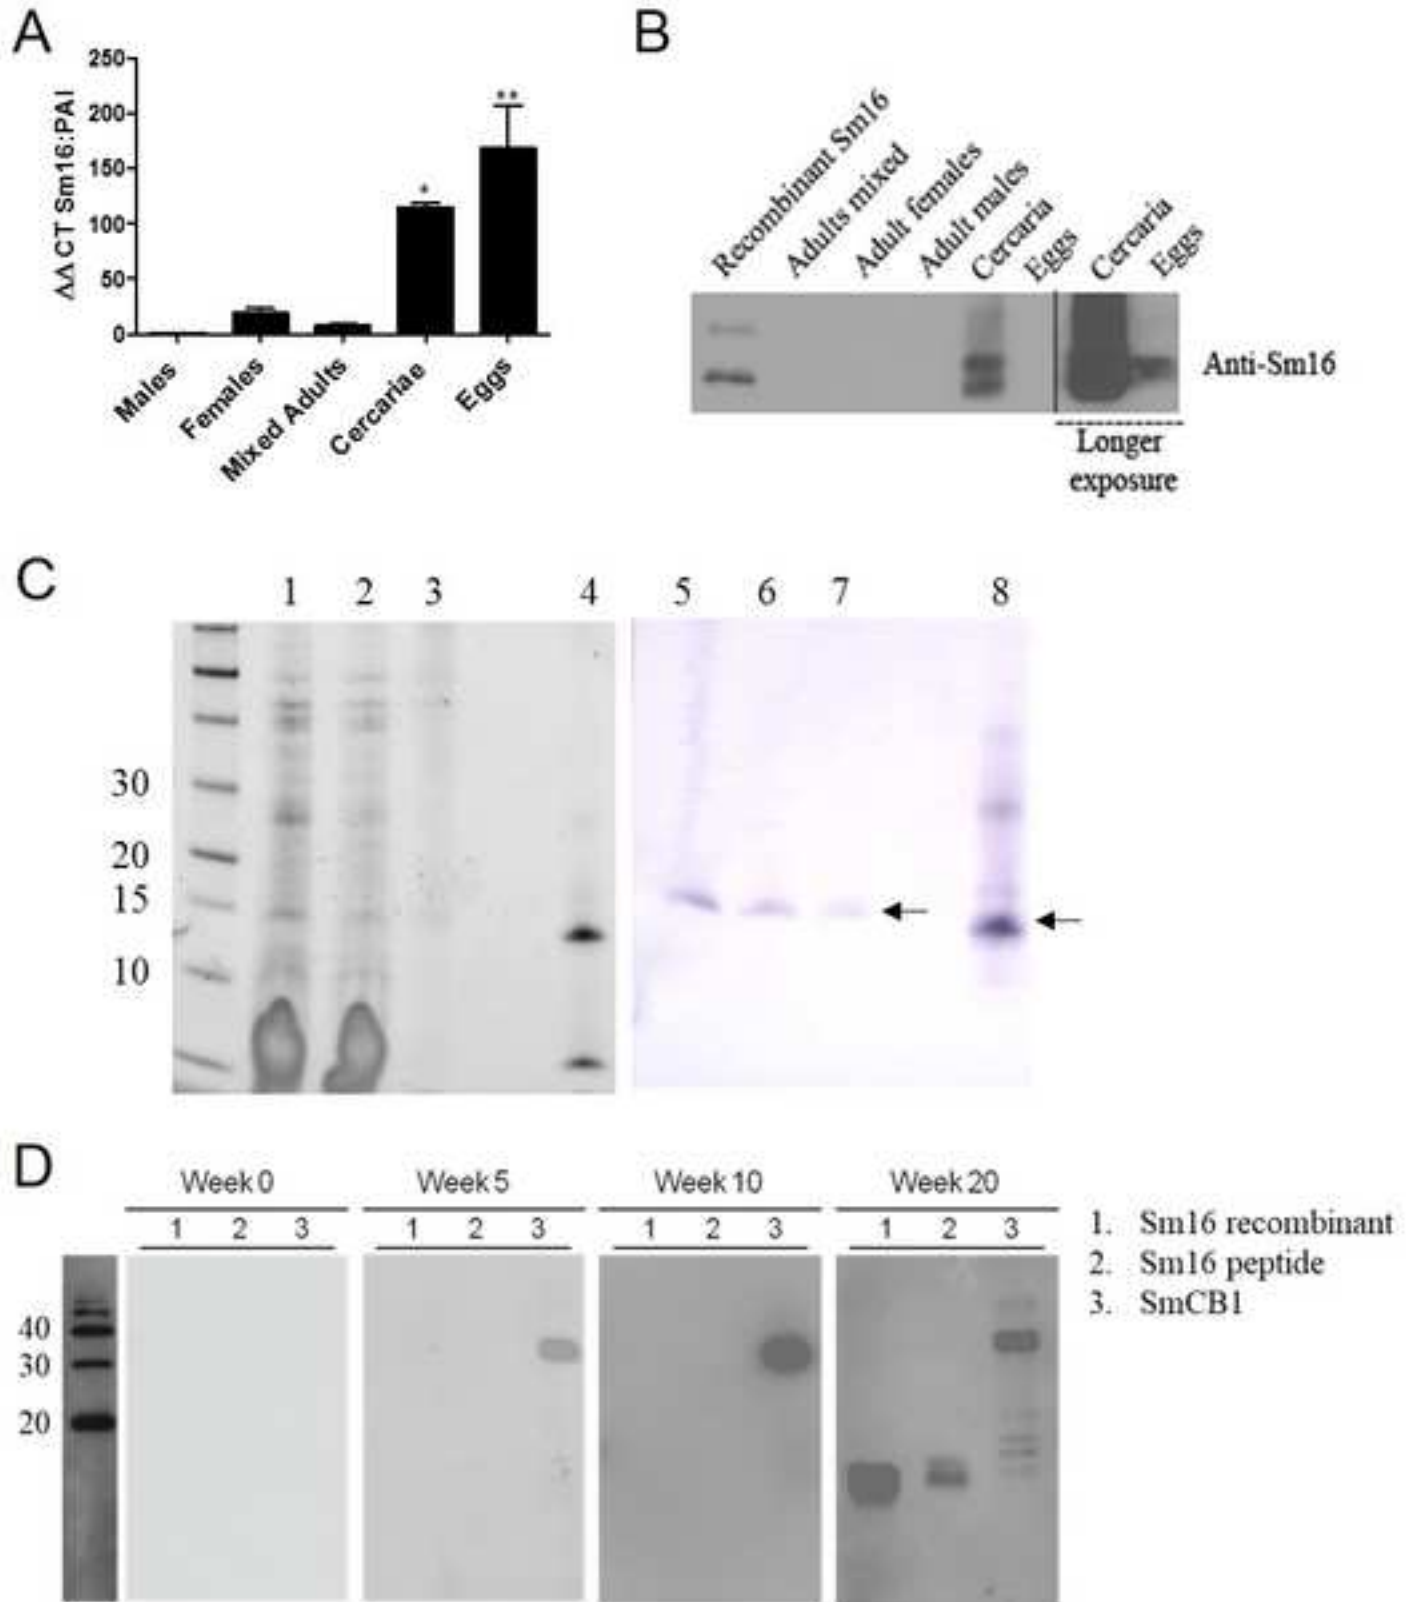 A
B
ΔΔCT Sm16:PAI
250
200
150
100
50
0
*
**
Males
Females
Mixed Adults
Cercariae
Eggs
Recombinant Sm16
Adults mixed
Adult females
Adult males
Cercaria
Eggs
Cercaria
Eggs
Anti-Sm16
Longer
exposure
C
1 2 3 4 5 6 7 8
30
20
15
10
D
Week 0 Week 5 Week 10 Week 20
1 2 3 1 2 3 1 2 3 1 2 3
1. Sm16 recombinant
2. Sm16 peptide
3. SmCB1
40
30
20